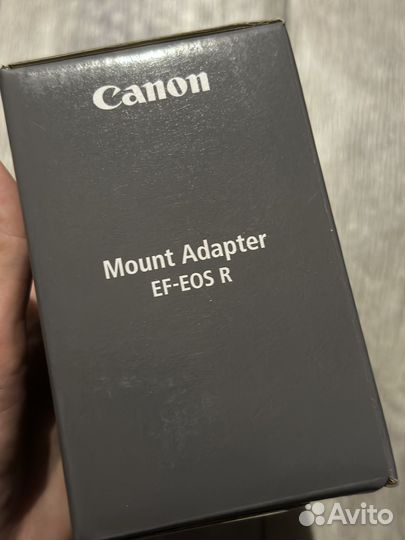 Canon
Mount Adapter
EF-EOS R
Avito